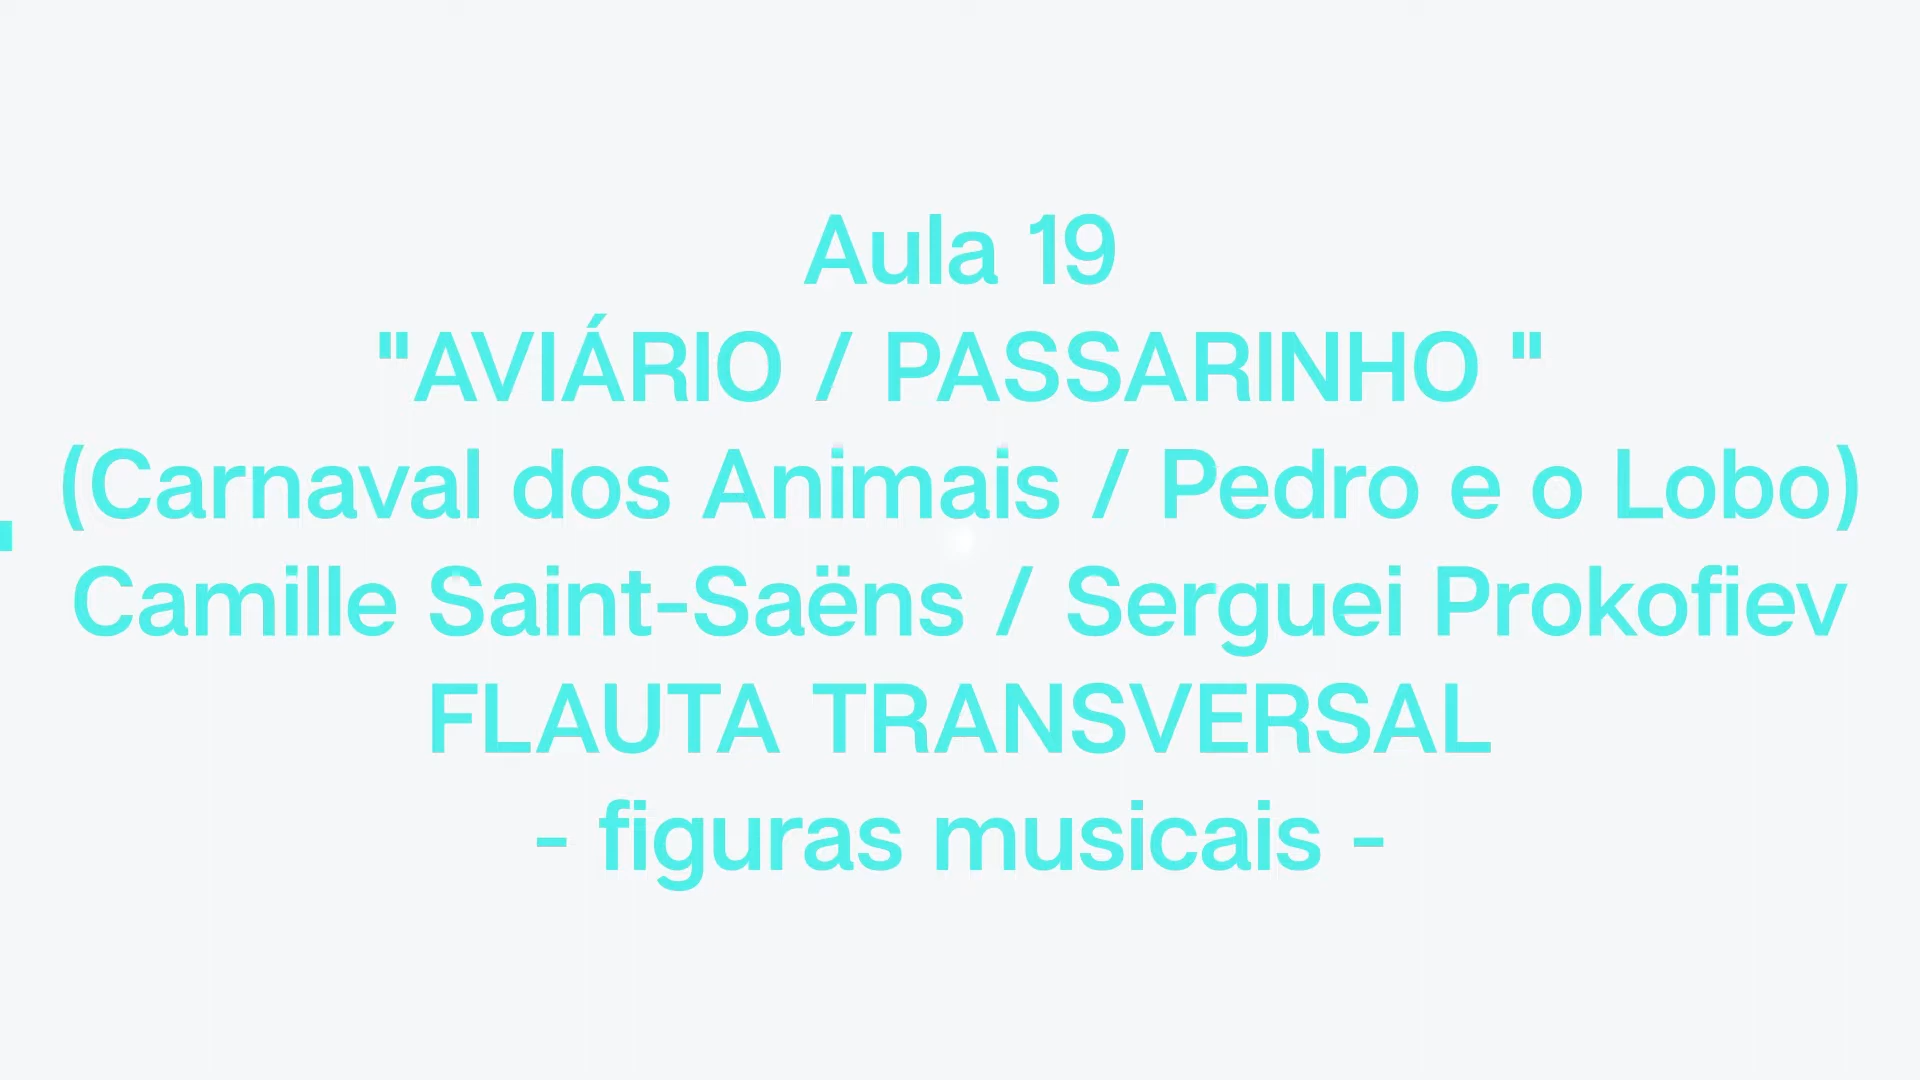 Aula 19
"AVIÁRIO / PASSARINHO "
(Carnaval dos Animais / Pedro e o Lobo)
Camille Saint-Saëns / Serguei Prokofiev
FLAUTA TRANSVERSAL
- figuras musicais -